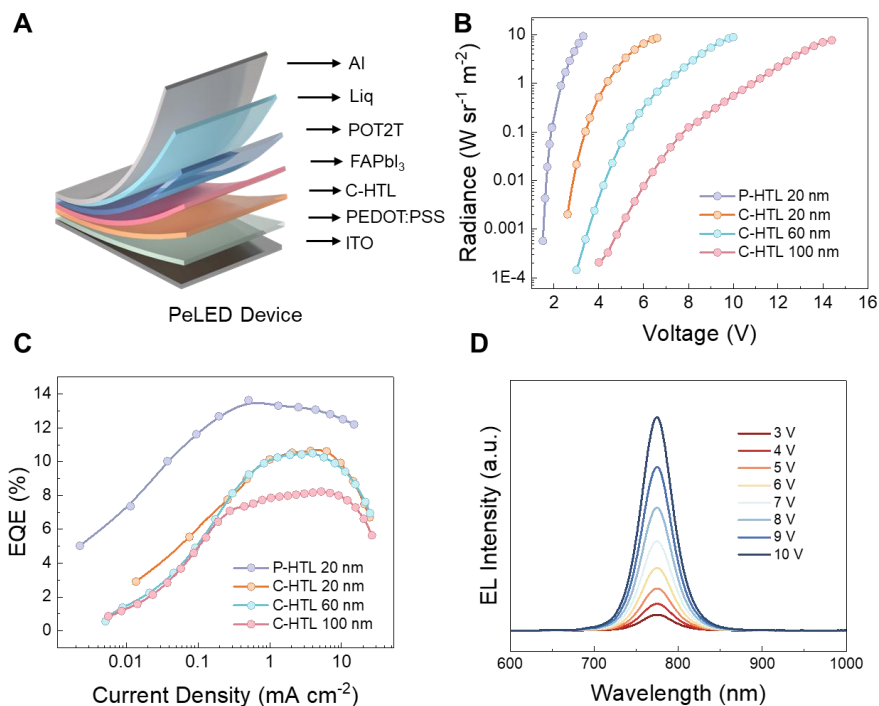 A
Al
Liq
POT2T
FAPbI₃
C-HTL
PEDOT:PSS
ITO
PeLED Device
B
Radiance (W sr⁻¹ m⁻²)
10
1
0.1
0.01
0.001
1E-4
P-HTL 20 nm
C-HTL 20 nm
C-HTL 60 nm
C-HTL 100 nm
2 4 6 8 10 12 14 16
Voltage (V)
C
EQE (%)
14
12
10
8
6
4
2
0
P-HTL 20 nm
C-HTL 20 nm
C-HTL 60 nm
C-HTL 100 nm
0.01 0.1 1 10
Current Density (mA cm⁻²)
D
EL Intensity (a.u.)
3 V
4 V
5 V
6 V
7 V
8 V
9 V
10 V
600 700 800 900 1000
Wavelength (nm)